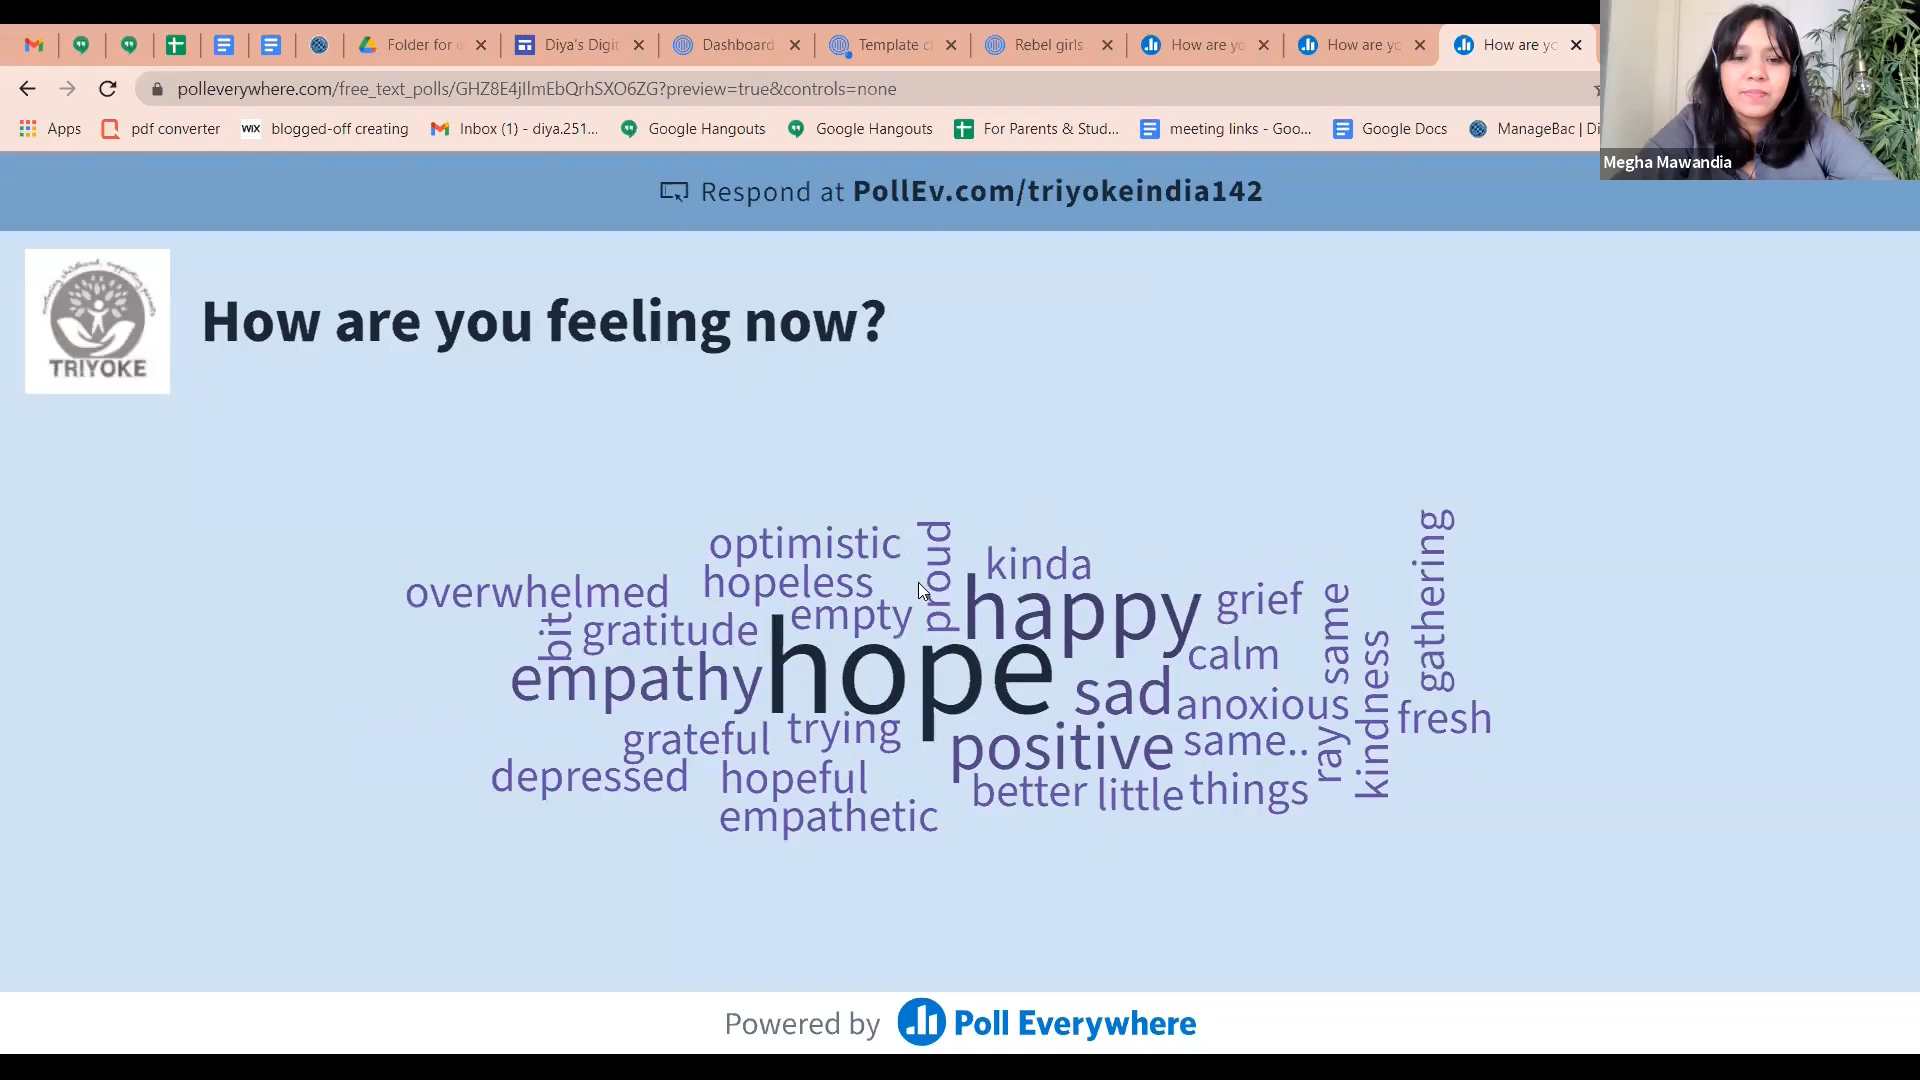 Folder for
Diya's Digit
Dashboard
Template c
Rebel girls
How are yo
How are yo
How are yo
polleverywhere.com/free_text_polls/GHZ8E4jIlmEbQrhSXO6ZG?preview=true&controls=none
Apps
pdf converter
WIX
blogged-off creating
Inbox (1) - diya.251...
Google Hangouts
Google Hangouts
For Parents & Stud...
meeting links - Goo...
Google Docs
ManageBac | Di
Megha Mawandia
Respond at PollEv.com/triyokeindia142
TRIYOKE
How are you feeling now?
optimistic
proud
kinda
gathering
overwhelmed
hopeless
happy
grief
same
bit
gratitude
empty
calm
empathy
hope
sad
anoxious
kindness
fresh
grateful
trying
positive
same..
ray
depressed
hopeful
better
little
things
empathetic
Powered by Poll Everywhere